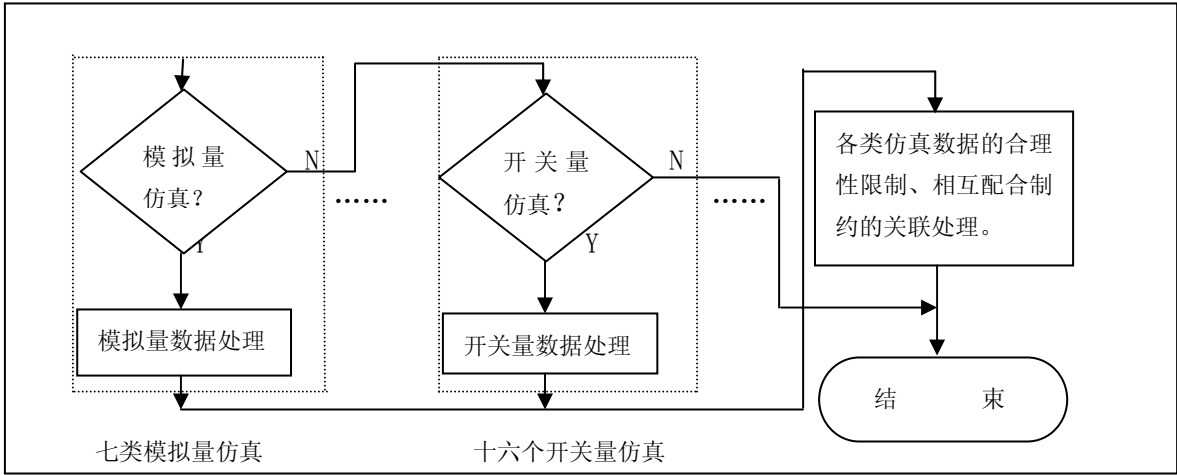 模拟量
仿真?
N
Y
……
模拟量数据处理
七类模拟量仿真
开关量
仿真?
N
Y
……
开关量数据处理
十六个开关量仿真
各类仿真数据的合理
性限制、相互配合制
约的关联处理。
结 束